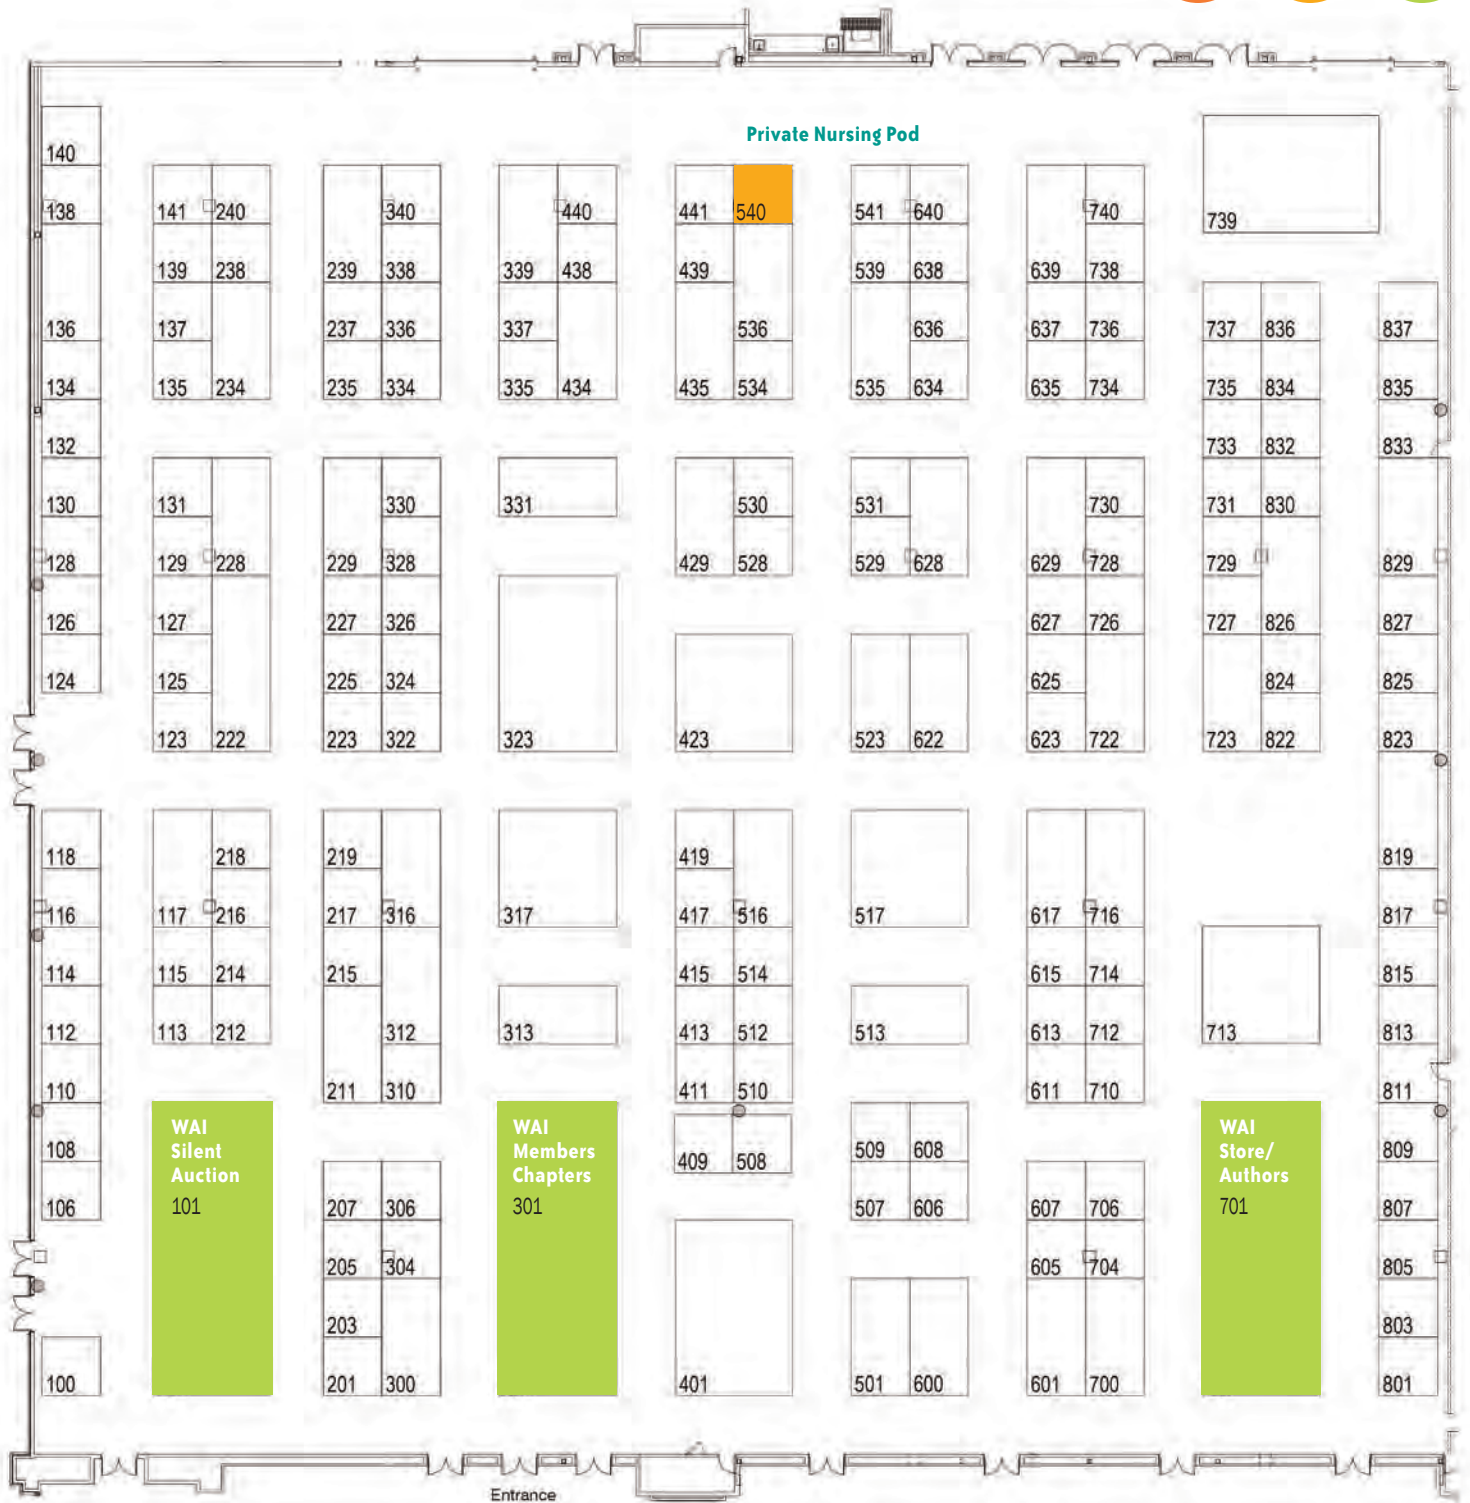 Private Nursing Pod
140
138 141 240 340 440 441 540 541 640 740 739
139 238 239 338 339 438 439 539 638 639 738
136 137 237 336 337 536 636 637 736 737 836 837
134 135 234 235 334 335 434 435 534 535 634 635 734 735 834 835
132 733 832 833
130 131 330 331 530 531 730 731 830
128 129 228 229 328 429 528 529 628 629 728 729 829
126 127 227 326 627 726 727 826 827
124 125 225 324 625 824 825
123 222 223 322 323 423 523 622 623 722 723 822 823
118 218 219 419 819
116 117 216 217 316 317 417 516 517 617 716 817
114 115 214 215 415 514 615 714 815
112 113 212 312 313 413 512 513 613 712 713 813
110 211 310 411 510 611 710 811
WAI
Silent
Auction
101
WAI
Members
Chapters
301
WAI
Store/
Authors
701
108 409 508 509 608 809
106 207 306 507 606 607 706 807
205 304 605 704 805
203 803
100 201 300 401 501 600 601 700 801
Entrance